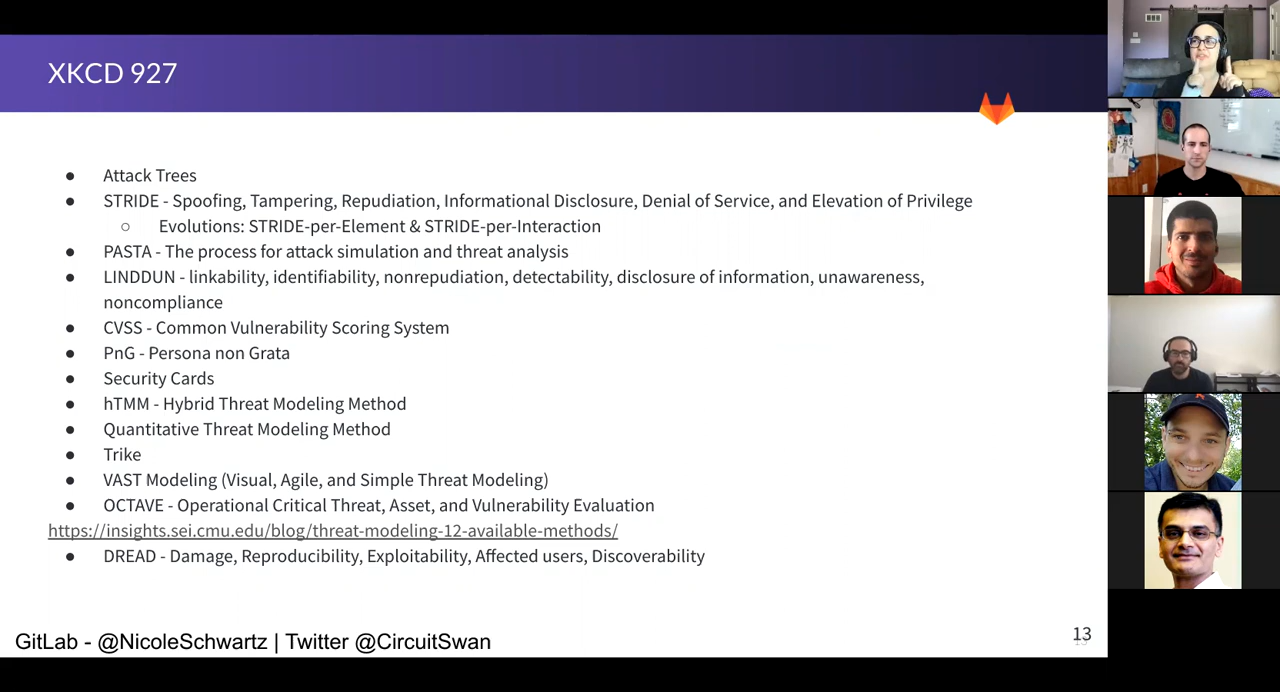 XKCD 927
Attack Trees
STRIDE - Spoofing, Tampering, Repudiation, Informational Disclosure, Denial of Service, and Elevation of Privilege
Evolutions: STRIDE-per-Element & STRIDE-per-Interaction
PASTA - The process for attack simulation and threat analysis
LINDDUN - linkability, identifiability, nonrepudiation, detectability, disclosure of information, unawareness,
noncompliance
CVSS - Common Vulnerability Scoring System
PnG - Persona non Grata
Security Cards
hTMM - Hybrid Threat Modeling Method
Quantitative Threat Modeling Method
Trike
VAST Modeling (Visual, Agile, and Simple Threat Modeling)
OCTAVE - Operational Critical Threat, Asset, and Vulnerability Evaluation
https://insights.sei.cmu.edu/blog/threat-modeling-12-available-methods/
DREAD - Damage, Reproducibility, Exploitability, Affected users, Discoverability
GitLab - @NicoleSchwartz | Twitter @CircuitSwan
13